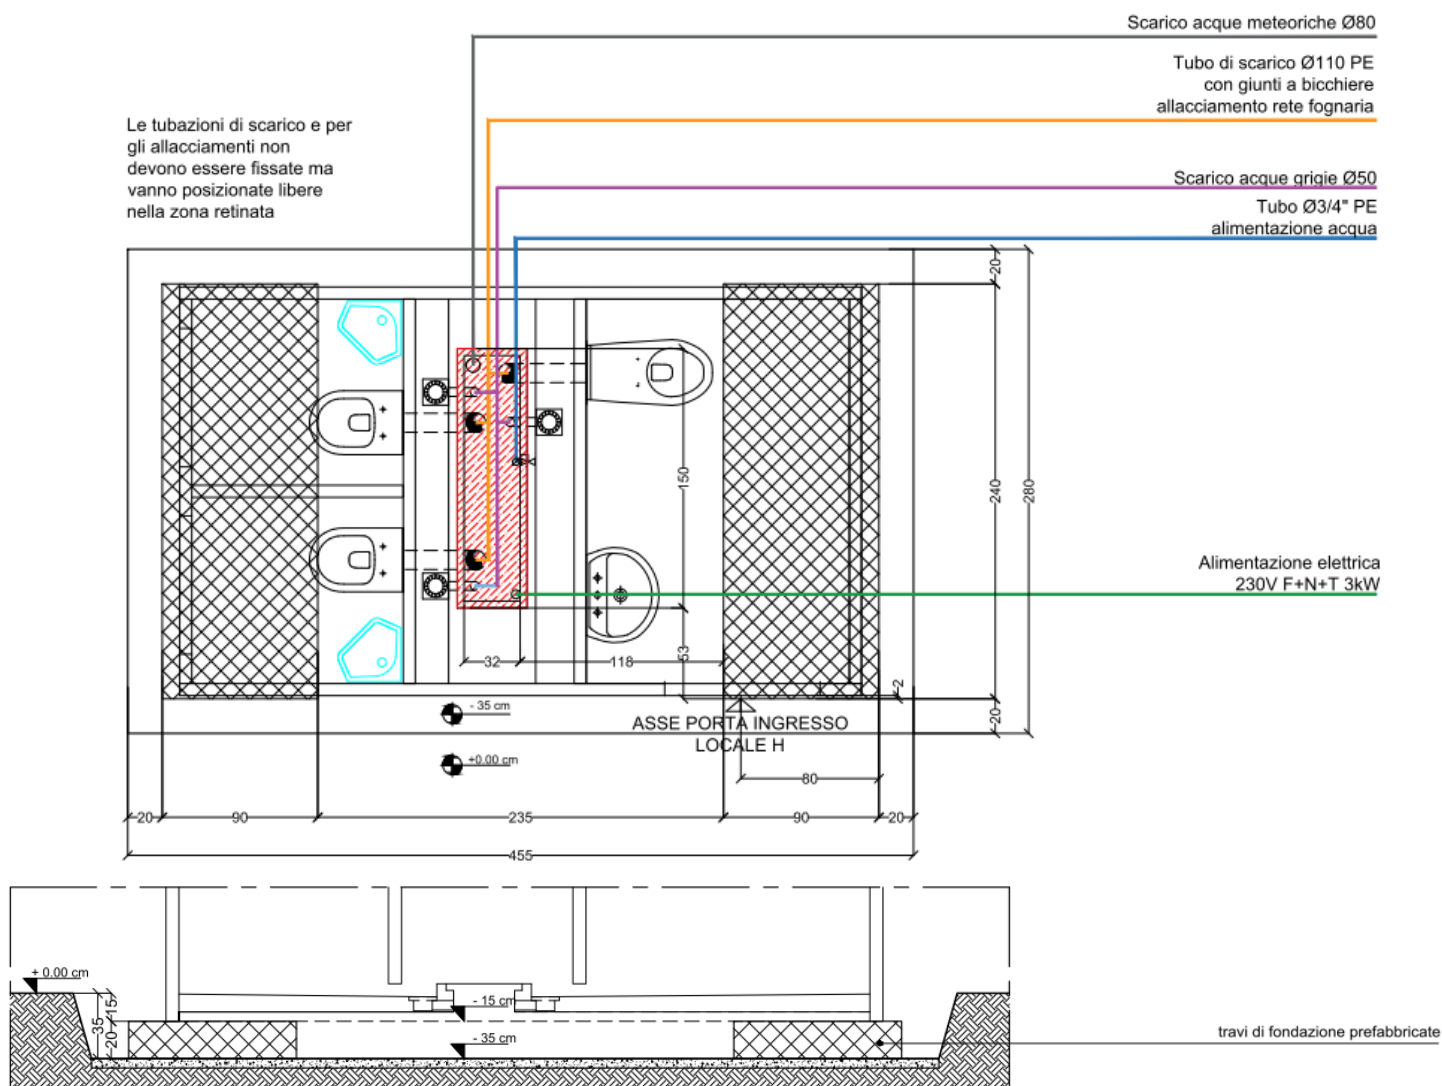 Scarico acque meteoriche Ø80
Tubo di scarico Ø110 PE
con giunti a bicchiere
allacciamento rete fognaria
Le tubazioni di scarico e per
gli allacciamenti non
devono essere fissate ma
vanno posizionate libere
nella zona retinata
Scarico acque grigie Ø50
Tubo Ø3/4" PE
alimentazione acqua
20
150
240
280
Alimentazione elettrica
230V F+N+T 3kW
53
32
118
2
20
- 35 cm
ASSE PORTA INGRESSO
LOCALE H
+0.00 cm
80
20
90
235
90
20
455
+ 0.00 cm
15
35
20
- 15 cm
- 35 cm
travi di fondazione prefabbricate